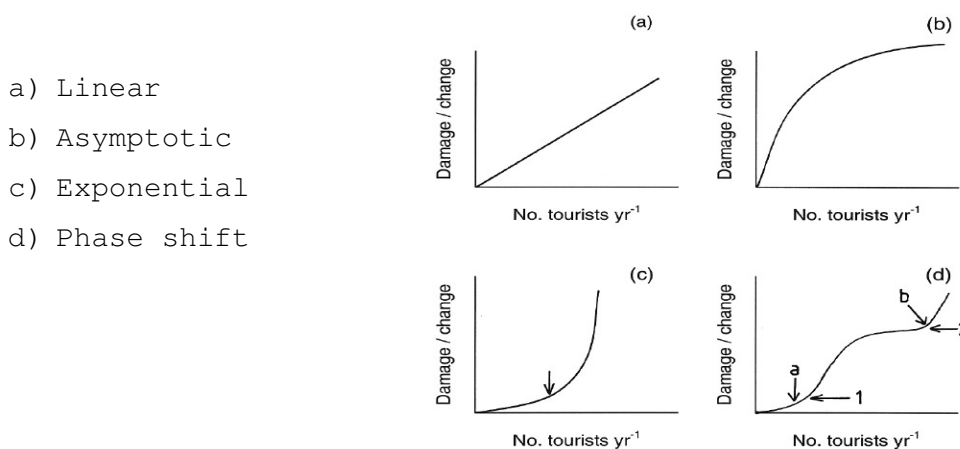 a) Linear
b) Asymptotic
c) Exponential
d) Phase shift
(a)
Damage / change
No. tourists yr⁻¹
(b)
Damage / change
No. tourists yr⁻¹
(c)
Damage / change
No. tourists yr⁻¹
(d)
Damage / change
b
a
1
No. tourists yr⁻¹